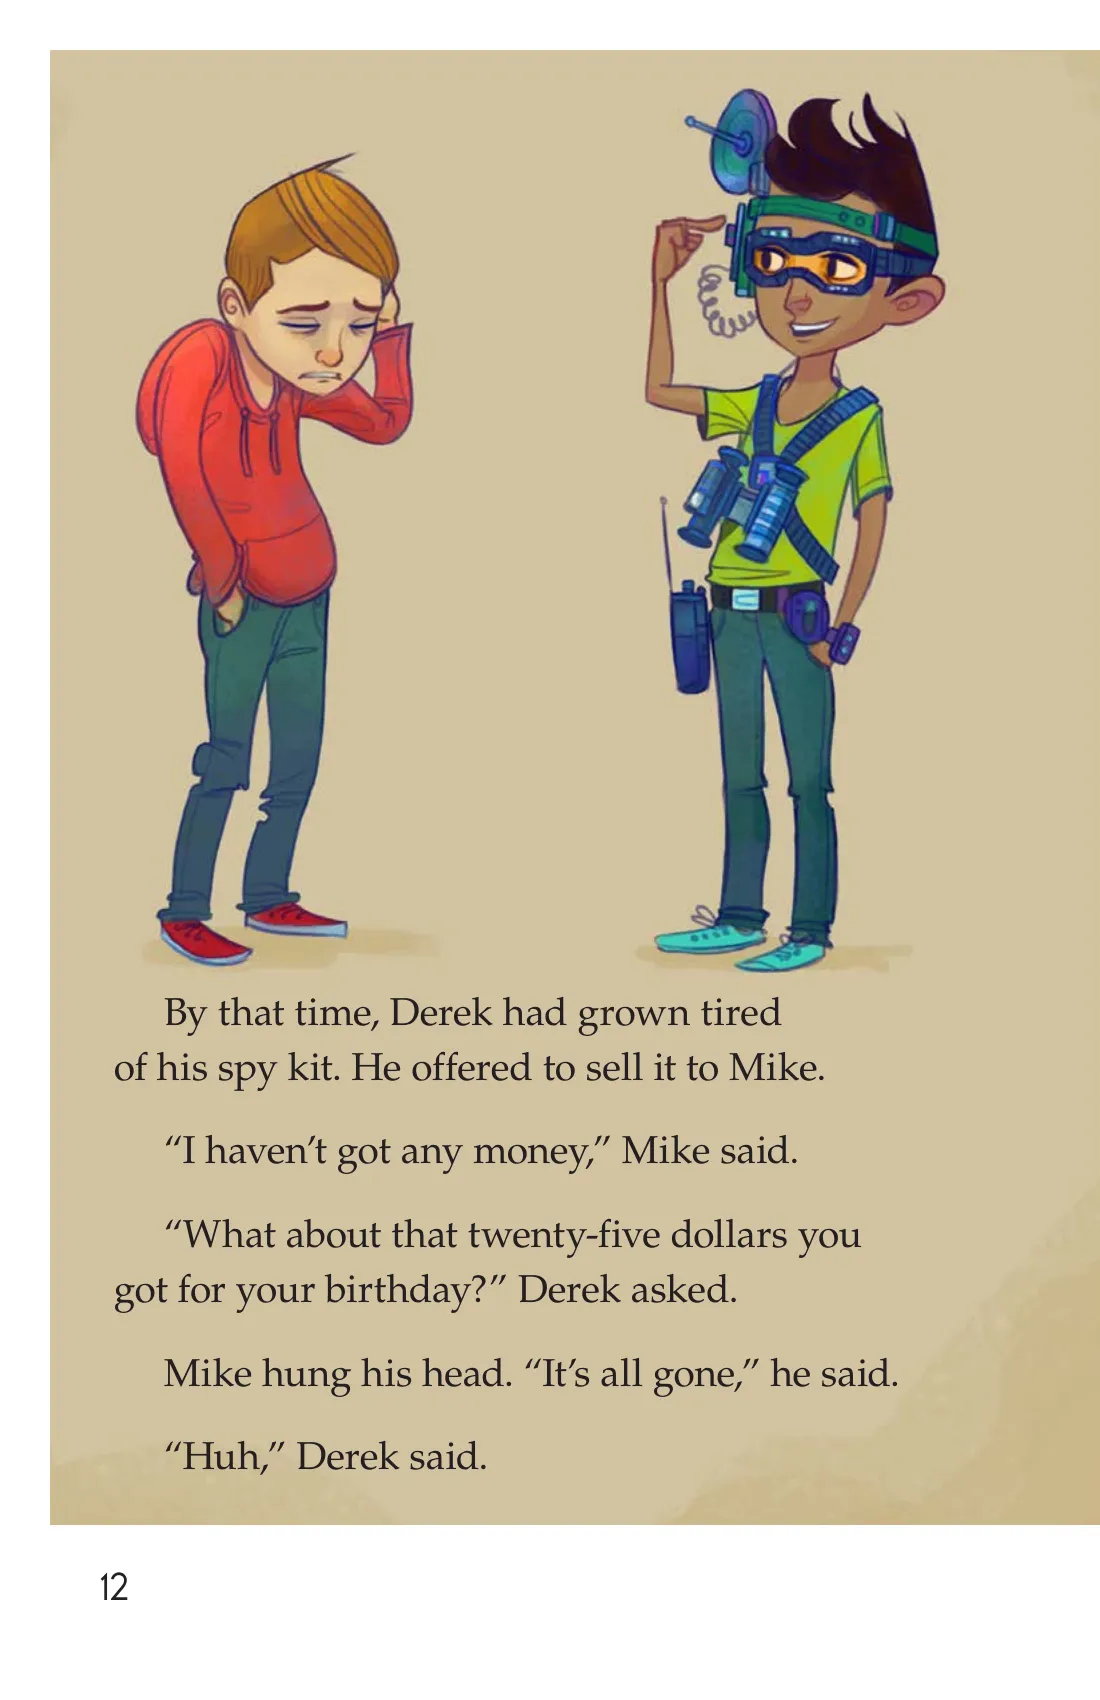 By that time, Derek had grown tired
of his spy kit. He offered to sell it to Mike.
“I haven’t got any money,” Mike said.
“What about that twenty-five dollars you
got for your birthday?” Derek asked.
Mike hung his head. “It’s all gone,” he said.
“Huh,” Derek said.
12